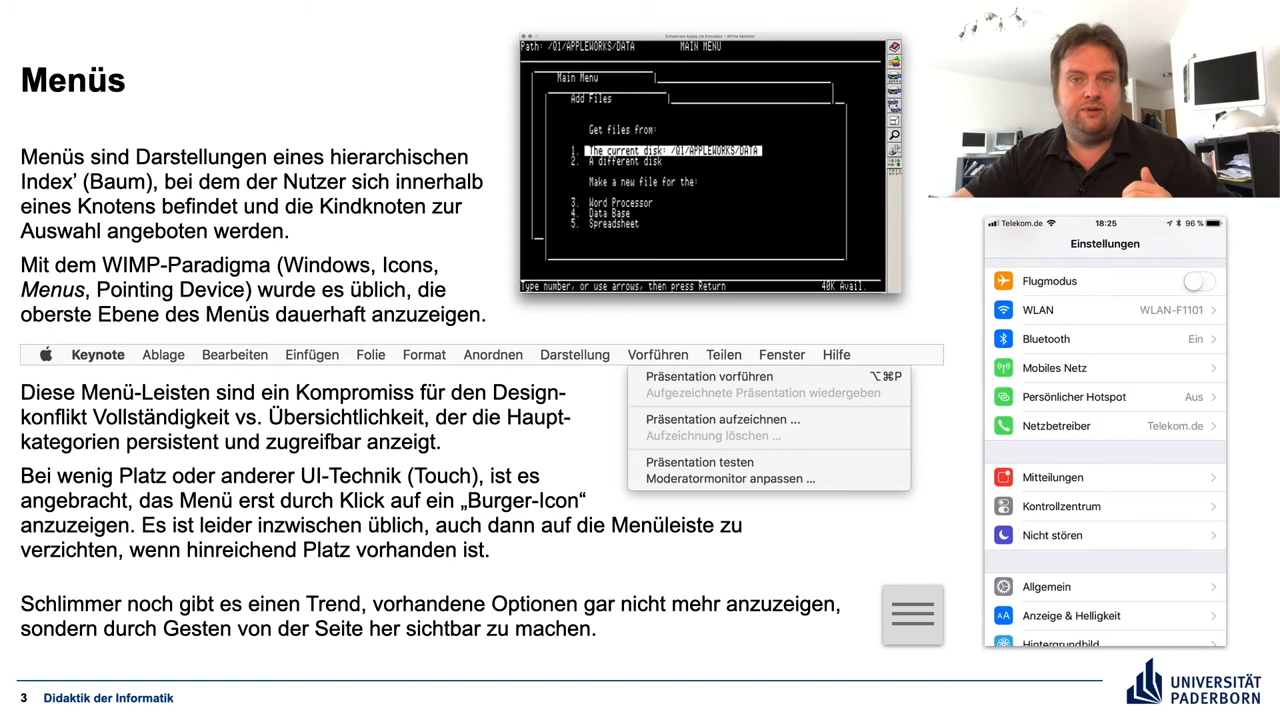 Menüs
Menüs sind Darstellungen eines hierarchischen
Index’ (Baum), bei dem der Nutzer sich innerhalb
eines Knotens befindet und die Kindknoten zur
Auswahl angeboten werden.
Mit dem WIMP-Paradigma (Windows, Icons,
Menus, Pointing Device) wurde es üblich, die
oberste Ebene des Menüs dauerhaft anzuzeigen.
Path: /Q1/APPLEWORKS/DATA MAIN MENU
Main Menu
Add Files
Get files from:
1. The current disk: /Q1/APPLEWORKS/DATA
2. A different disk
Make a new file for the:
3. Word Processor
4. Data Base
5. Spreadsheet
Type number, or use arrows, then press Return 40K Avail.
Keynote Ablage Bearbeiten Einfügen Folie Format Anordnen Darstellung Vorführen Teilen Fenster Hilfe
Präsentation vorführen ⌥⌘P
Aufgezeichnete Präsentation wiedergeben
Präsentation aufzeichnen ...
Aufzeichnung löschen ...
Präsentation testen
Moderatormonitor anpassen ...
Diese Menü-Leisten sind ein Kompromiss für den Design-
konflikt Vollständigkeit vs. Übersichtlichkeit, der die Haupt-
kategorien persistent und zugreifbar anzeigt.
Bei wenig Platz oder anderer UI-Technik (Touch), ist es
angebracht, das Menü erst durch Klick auf ein „Burger-Icon“
anzuzeigen. Es ist leider inzwischen üblich, auch dann auf die Menüleiste zu
verzichten, wenn hinreichend Platz vorhanden ist.
Schlimmer noch gibt es einen Trend, vorhandene Optionen gar nicht mehr anzuzeigen,
sondern durch Gesten von der Seite her sichtbar zu machen.
Telekom.de 18:25 96 %
Einstellungen
Flugmodus
WLAN WLAN-F1101
Bluetooth Ein
Mobiles Netz
Persönlicher Hotspot Aus
Netzbetreiber Telekom.de
Mitteilungen
Kontrollzentrum
Nicht stören
Allgemein
AA Anzeige & Helligkeit
Hintergrundbild
3 Didaktik der Informatik
UNIVERSITÄT
PADERBORN